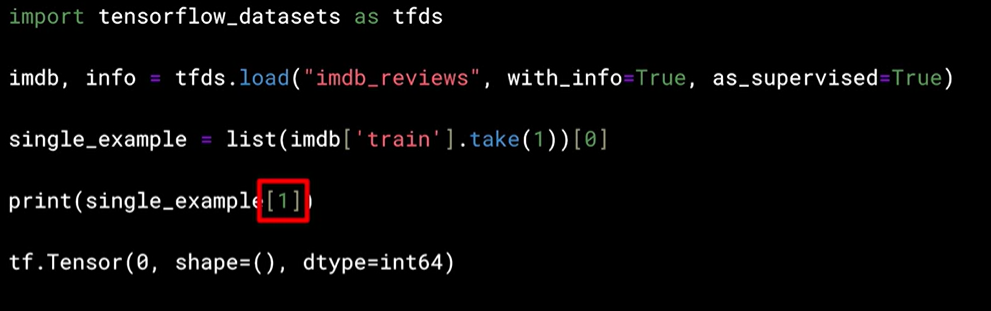 import tensorflow_datasets as tfds
imdb, info = tfds.load("imdb_reviews", with_info=True, as_supervised=True)
single_example = list(imdb['train'].take(1))[0]
print(single_example[1])
tf.Tensor(0, shape=(), dtype=int64)